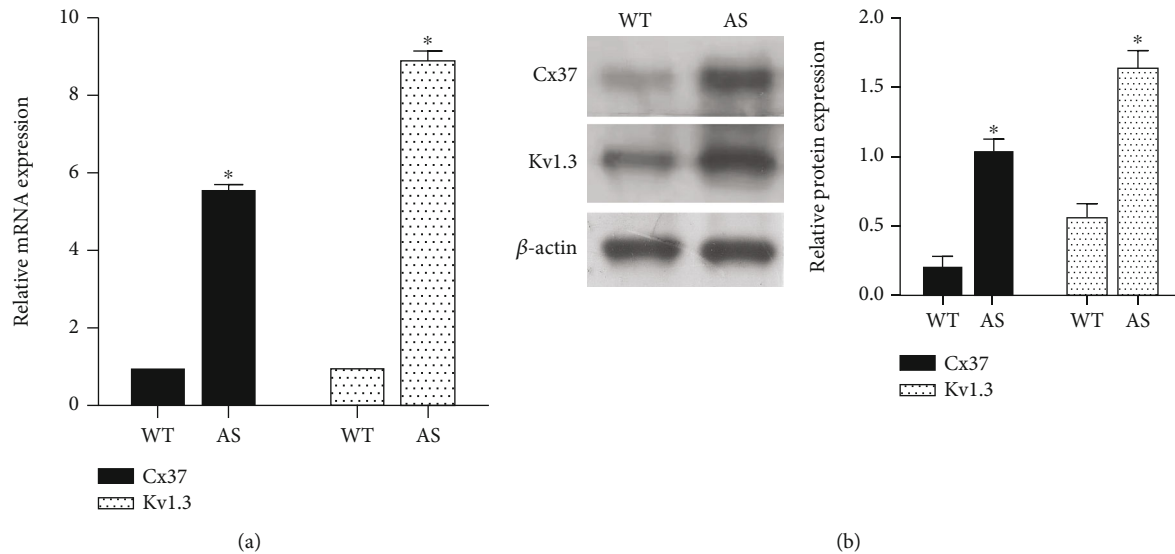 Relative mRNA expression
10
8
6
4
2
0
*
*
WT
AS
WT
AS
Cx37
Kv1.3
(a)
WT
AS
Cx37
Kv1.3
β-actin
Relative protein expression
2.0
1.5
1.0
0.5
0.0
*
*
WT
AS
WT
AS
Cx37
Kv1.3
(b)